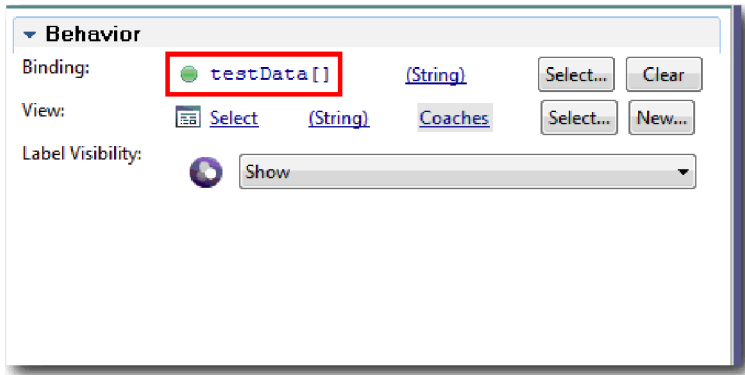 Behavior
Binding: testData[] (String) Select... Clear
View: Select (String) Coaches Select... New...
Label Visibility: Show